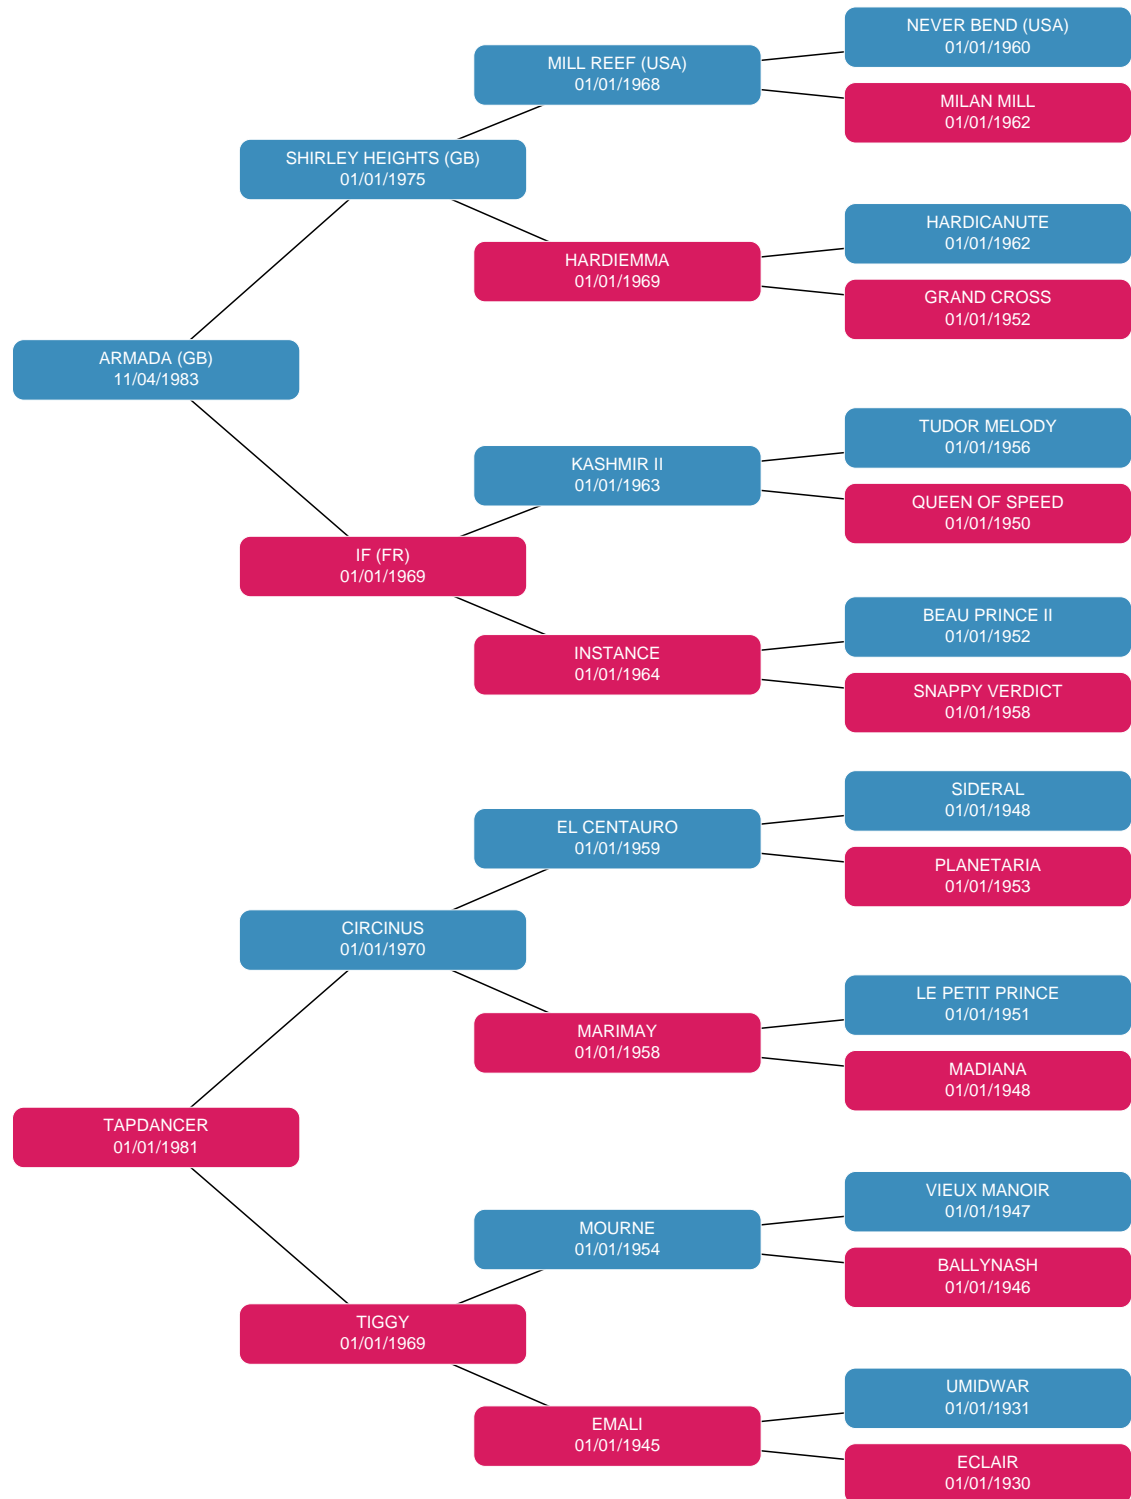 NEVER BEND (USA)
01/01/1960
MILL REEF (USA)
01/01/1968
MILAN MILL
01/01/1962
SHIRLEY HEIGHTS (GB)
01/01/1975
HARDICANUTE
01/01/1962
HARDIEMMA
01/01/1969
GRAND CROSS
01/01/1952
ARMADA (GB)
11/04/1983
TUDOR MELODY
01/01/1956
KASHMIR II
01/01/1963
QUEEN OF SPEED
01/01/1950
IF (FR)
01/01/1969
BEAU PRINCE II
01/01/1952
INSTANCE
01/01/1964
SNAPPY VERDICT
01/01/1958
SIDERAL
01/01/1948
EL CENTAURO
01/01/1959
PLANETARIA
01/01/1953
CIRCINUS
01/01/1970
LE PETIT PRINCE
01/01/1951
MARIMAY
01/01/1958
MADIANA
01/01/1948
TAPDANCER
01/01/1981
VIEUX MANOIR
01/01/1947
MOURNE
01/01/1954
BALLYNASH
01/01/1946
TIGGY
01/01/1969
UMIDWAR
01/01/1931
EMALI
01/01/1945
ECLAIR
01/01/1930